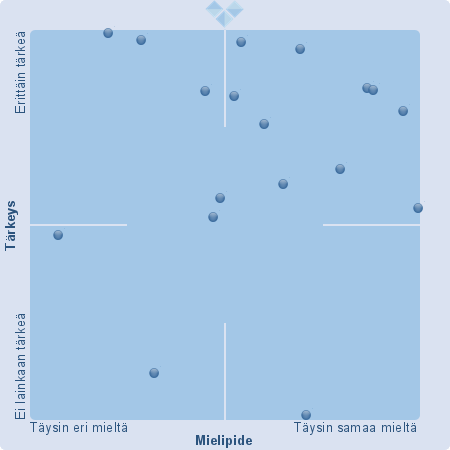 Erittäin tärkeä
Tärkeys
Ei lainkaan tärkeä
Täysin eri mieltä
Täysin samaa mieltä
Mielipide